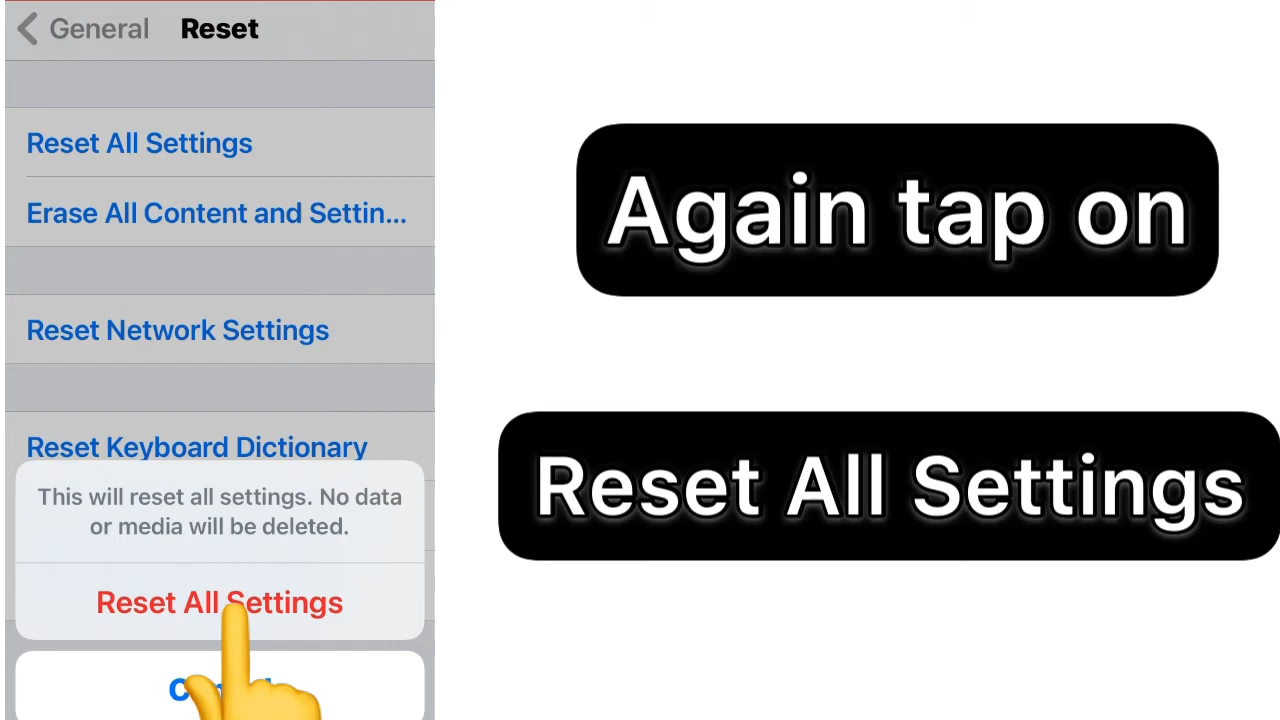 General Reset
Reset All Settings
Erase All Content and Settin...
Reset Network Settings
Reset Keyboard Dictionary
This will reset all settings. No data
or media will be deleted.
Reset All Settings
Again tap on
Reset All Settings